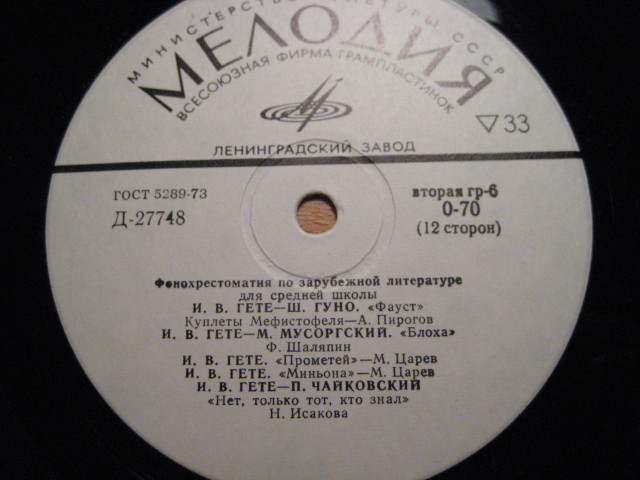 МИНИСТЕРСТВО КУЛЬТУРЫ СССР
МЕЛОДИЯ
ВСЕСОЮЗНАЯ ФИРМА ГРАМПЛАСТИНОК
▽33
ЛЕНИНГРАДСКИЙ ЗАВОД
ГОСТ 5289-73
Д-27748
вторая гр-6
0-70
(12 сторон)
Фонохрестоматия по зарубежной литературе
для средней школы
И. В. ГЕТЕ—Ш. ГУНО. «Фауст»
Куплеты Мефистофеля—А. Пирогов
И. В. ГЕТЕ—М. МУСОРГСКИЙ. «Блоха»
Ф. Шаляпин
И. В. ГЕТЕ. «Прометей»—М. Царев
И. В. ГЕТЕ. «Миньона»—М. Царев
И. В. ГЕТЕ—П. ЧАЙКОВСКИЙ
«Нет, только тот, кто знал»
Н. Исакова